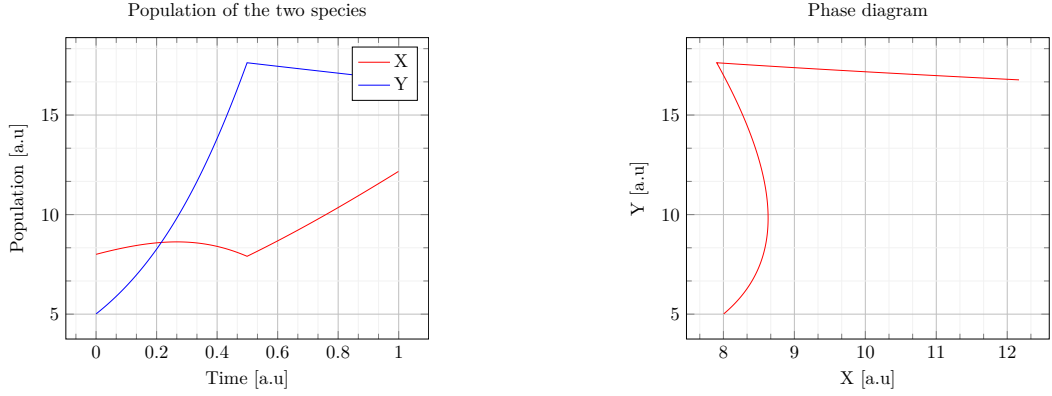 Population of the two species
X
Y
15
10
5
Population [a.u]
0
0.2
0.4
0.6
0.8
1
Time [a.u]
Phase diagram
15
10
5
Y [a.u]
8
9
10
11
12
X [a.u]